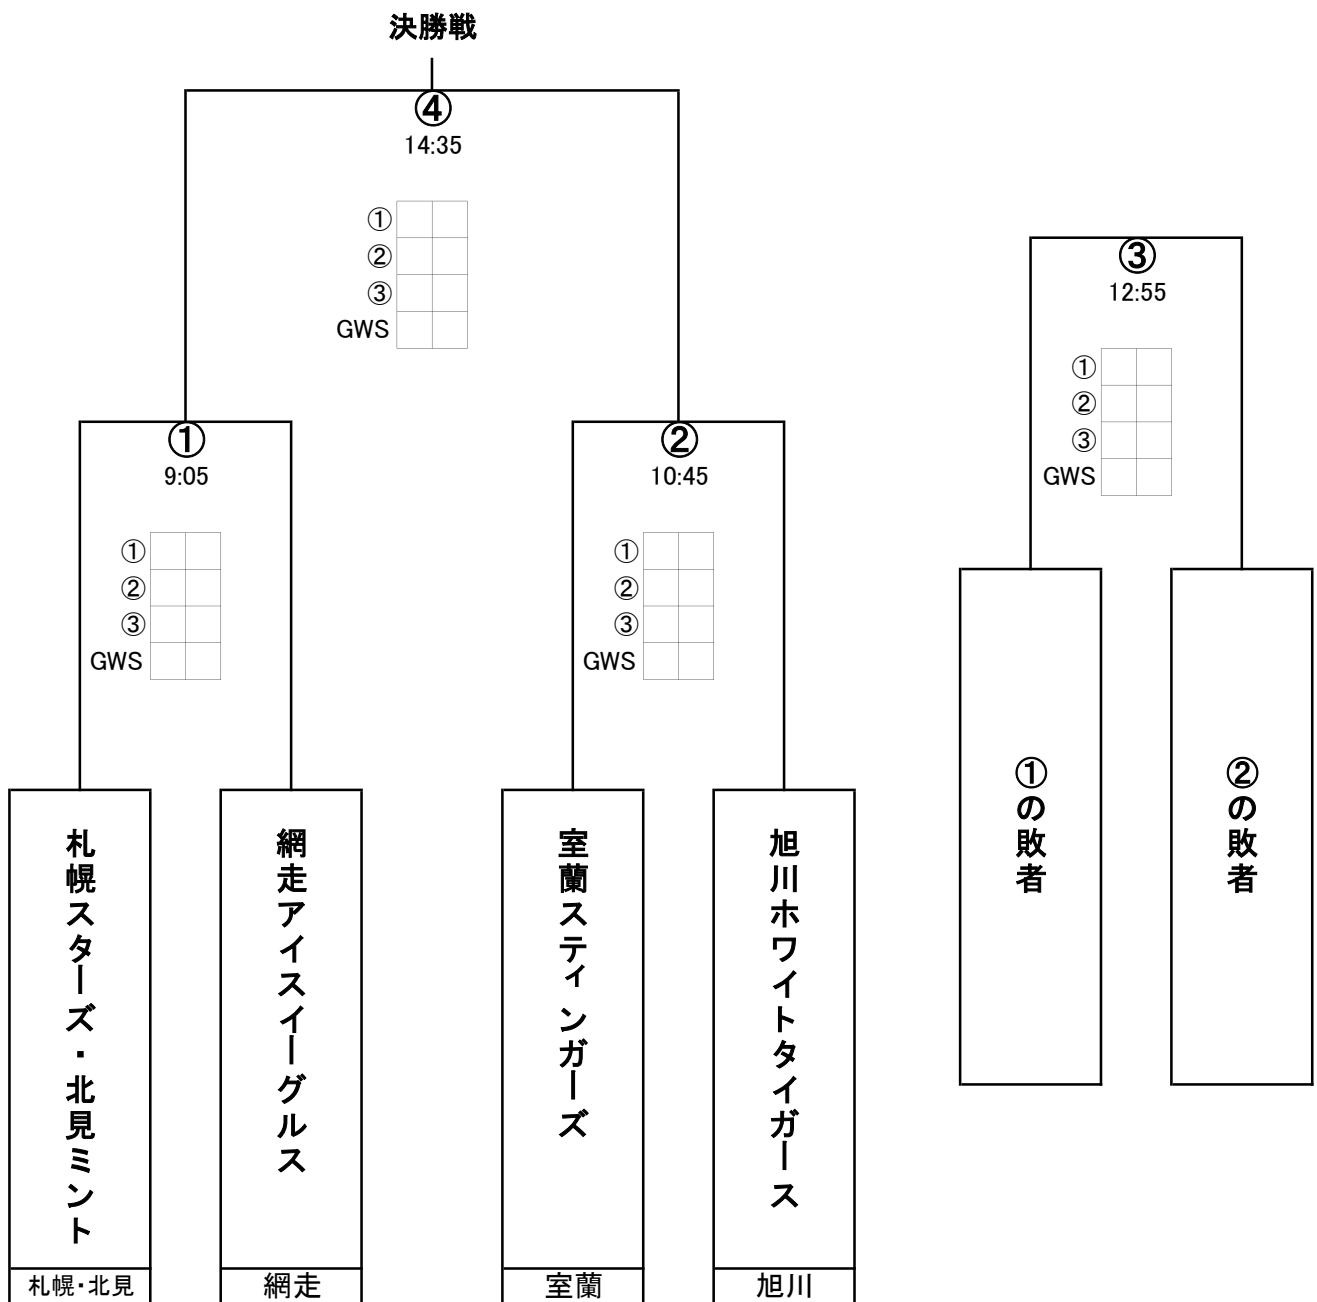 決勝戦
④
14:35
①
②
③
GWS
①
9:05
①
②
③
GWS
②
10:45
①
②
③
GWS
札幌スターズ・北見ミント
札幌・北見
網走アイスイーグルス
網走
室蘭スティンガーズ
室蘭
旭川ホワイトタイガース
旭川
③
12:55
①
②
③
GWS
①の敗者
②の敗者